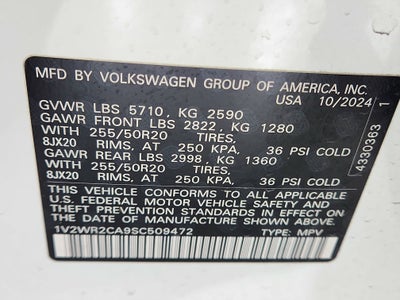 MFD BY VOLKSWAGEN GROUP OF AMERICA, INC.
USA 10/2024
GVWR LBS 5710, KG 2590
GAWR FRONT LBS 2822, KG 1280
WITH 255/50R20 TIRES,
8JX20 RIMS. AT 250 KPA, 36 PSI COLD
GAWR REAR LBS 2998, KG 1360
WITH 255/50R20 TIRES,
8JX20 RIMS. AT 250 KPA, 36 PSI COLD
THIS VEHICLE CONFORMS TO ALL APPLICABLE
U.S. FEDERAL MOTOR VEHICLE SAFETY AND
THEFT PREVENTION STANDARDS IN EFFECT ON
THE DATE OF MANUFACTURE SHOWN ABOVE.
1V2WR2CA9SC509472 TYPE: MPV
4330363 1